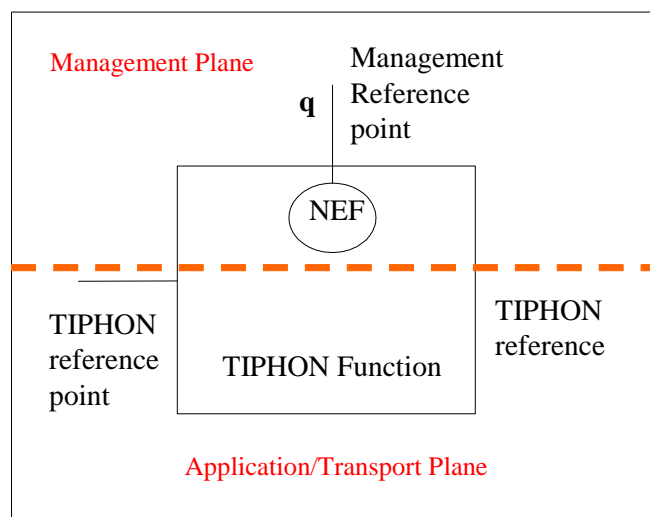 Management Plane
Management
Reference
point
q
NEF
TIPHON
reference
point
TIPHON
reference
TIPHON Function
Application/Transport Plane